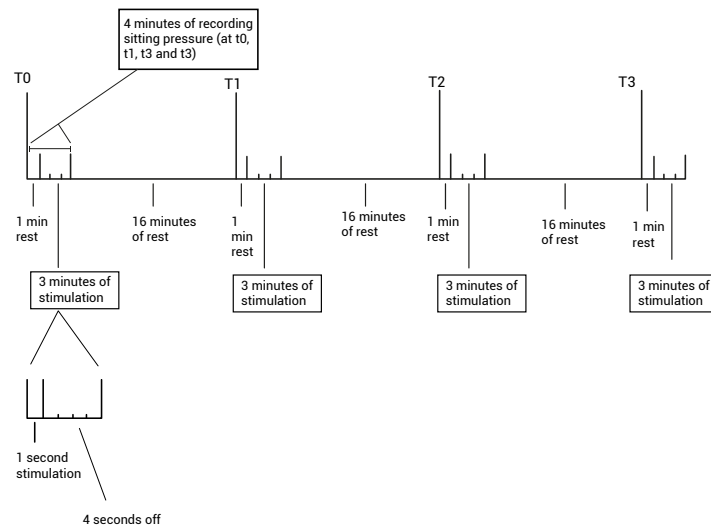 4 minutes of recording
sitting pressure (at t0,
t1, t3 and t3)
T0
T1
T2
T3
1 min
rest
16 minutes
of rest
1
min
rest
16 minutes
of rest
1 min
rest
16 minutes
of rest
1 min
rest
3 minutes of
stimulation
3 minutes of
stimulation
3 minutes of
stimulation
3 minutes of
stimulation
1 second
stimulation
4 seconds off